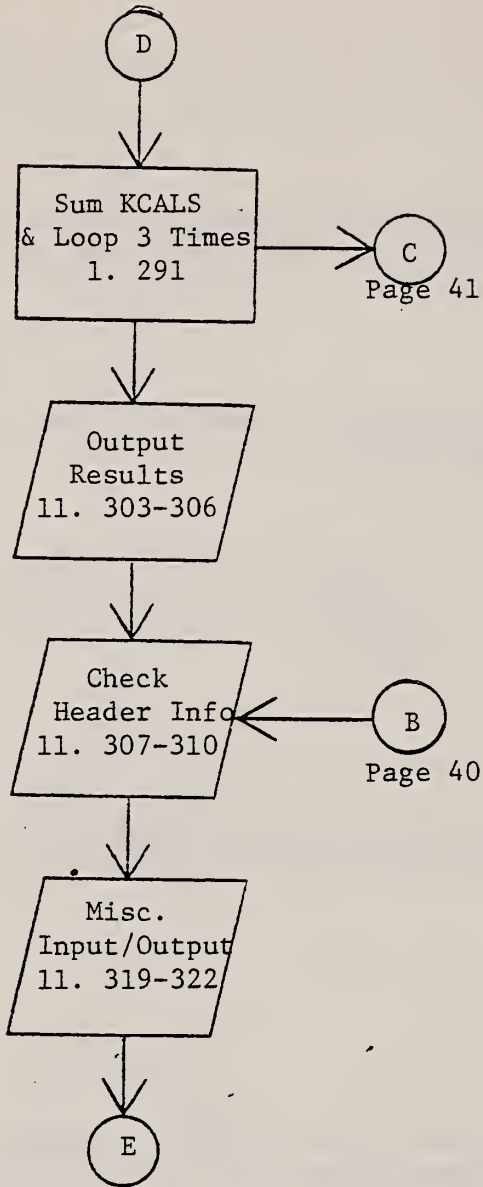 D
Sum KCALS
& Loop 3 Times
1. 291
C
Page 41
Output
Results
11. 303-306
Check
Header Info
11. 307-310
B
Page 40
Misc.
Input/Output
11. 319-322
E